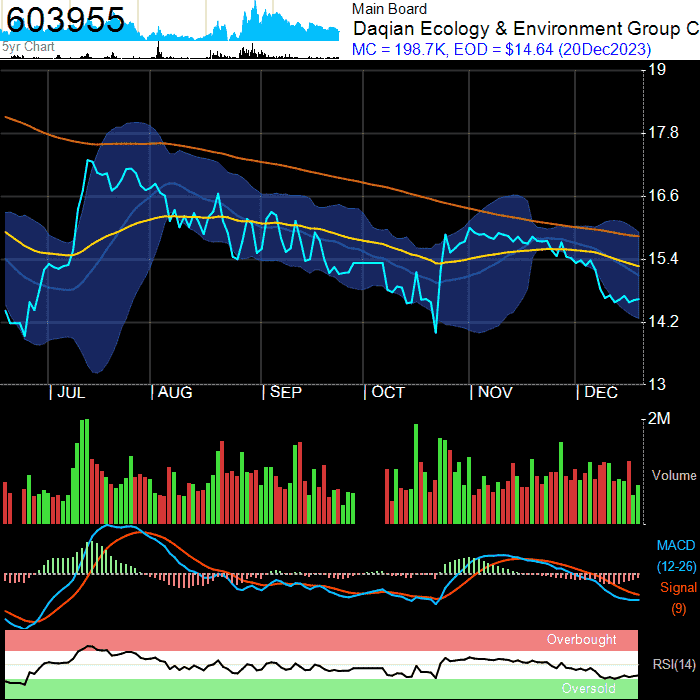 603955
5yr Chart
Main Board
Daqian Ecology & Environment Group C
MC = 198.7K, EOD = $14.64 (20Dec2023)
19
17.8
16.6
15.4
14.2
13
| JUL | AUG | SEP | OCT | NOV | DEC
2M
Volume
MACD
(12-26)
Signal
(9)
Overbought
RSI(14)
Oversold